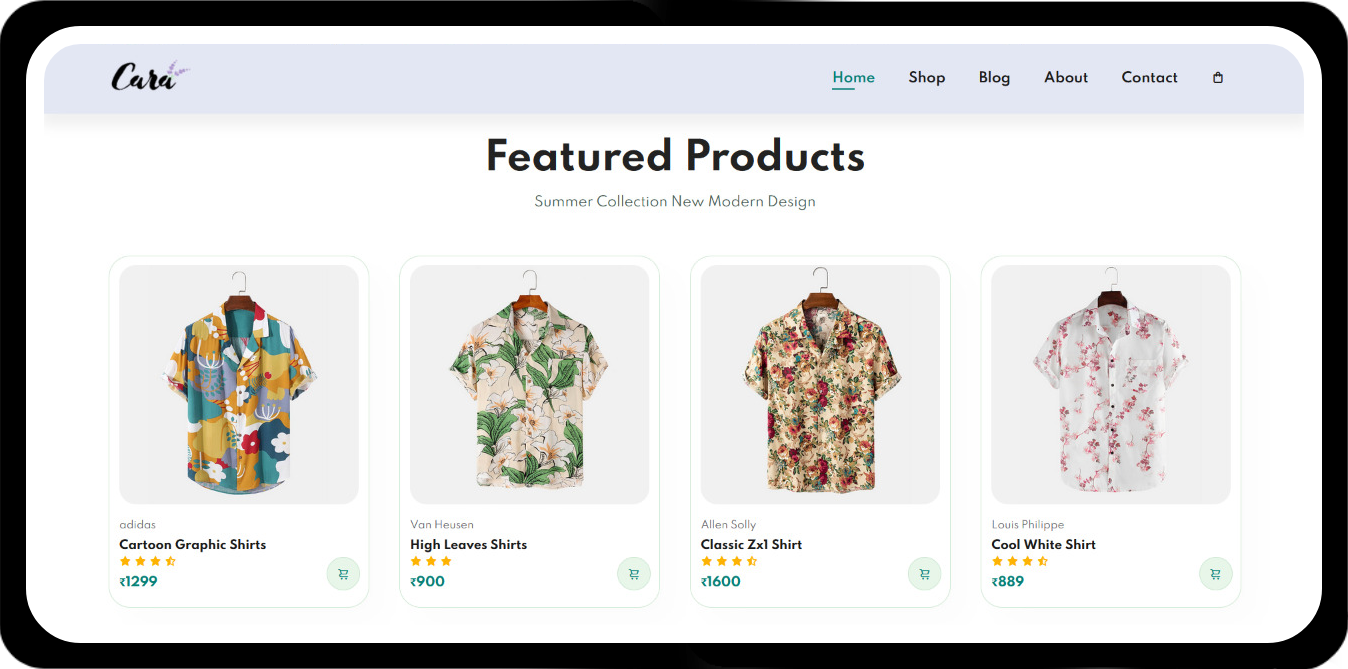 Cara
Home Shop Blog About Contact
Featured Products
Summer Collection New Modern Design
adidas
Cartoon Graphic Shirts
₹1299
Van Heusen
High Leaves Shirts
₹900
Allen Solly
Classic Zx1 Shirt
₹1600
Louis Philippe
Cool White Shirt
₹889